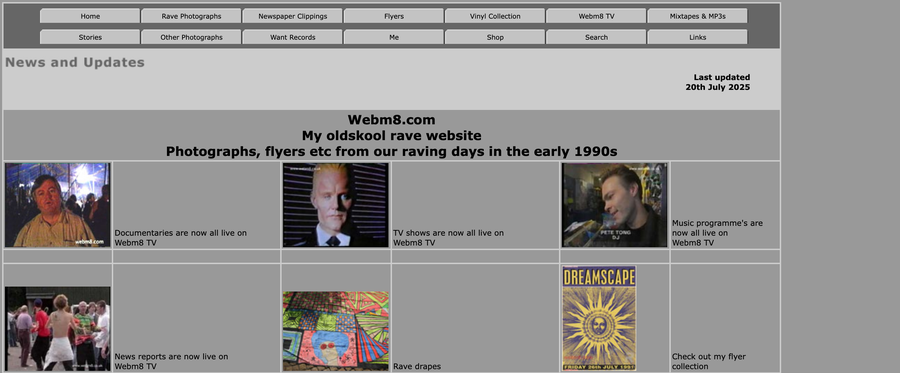 Home
Rave Photographs
Newspaper Clippings
Flyers
Vinyl Collection
Webm8 TV
Mixtapes & MP3s
Stories
Other Photographs
Want Records
Me
Shop
Search
Links
News and Updates
Last updated
20th July 2025
Webm8.com
My oldskool rave website
Photographs, flyers etc from our raving days in the early 1990s
webm8.com
Documentaries are now all live on
Webm8 TV
TV shows are now all live on
Webm8 TV
PETE TONG
DJ
Music programme's are
now all live on
Webm8 TV
News reports are now live on
Webm8 TV
Rave drapes
DREAMSCAPE
FRIDAY 26th JULY 1991
Check out my flyer
collection